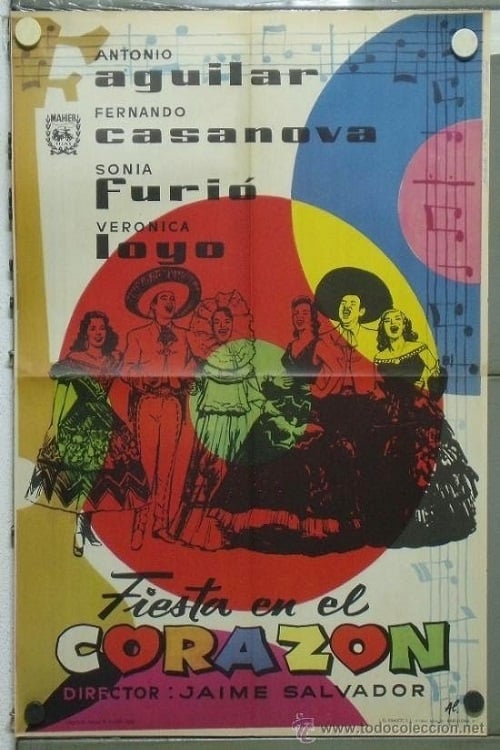 ANTONIO
aguilar
FERNANDO
casanova
SONIA
Furió
VERONICA
loyo
MAHER
Fiesta en el
CORAZON
DIRECTOR : JAIME SALVADOR
www.todocoleccion.net